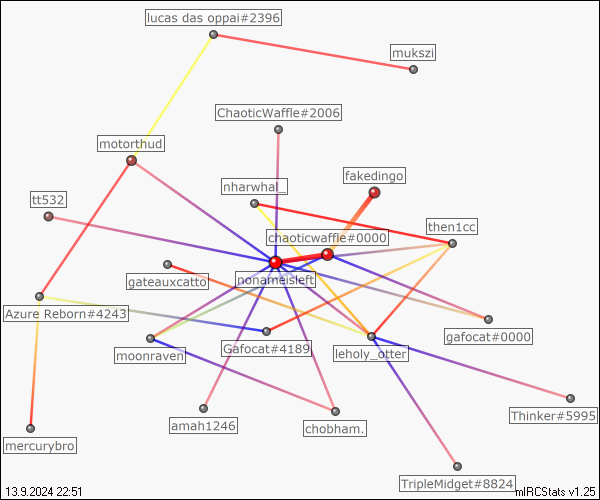 lucas das oppai#2396
mukszi
ChaoticWaffle#2006
motorthud
fakedingo
nharwhal_
tt532
then1cc
chaoticwaffle#0000
gateauxcatto
nonameisleft
Azure Reborn#4243
gafocat#0000
Gafocat#4189
moonraven
leholy_otter
Thinker#5995
amah1246
chobham.
mercurybro
TripleMidget#8824
13.9.2024 22:51
mIRCStats v1.25